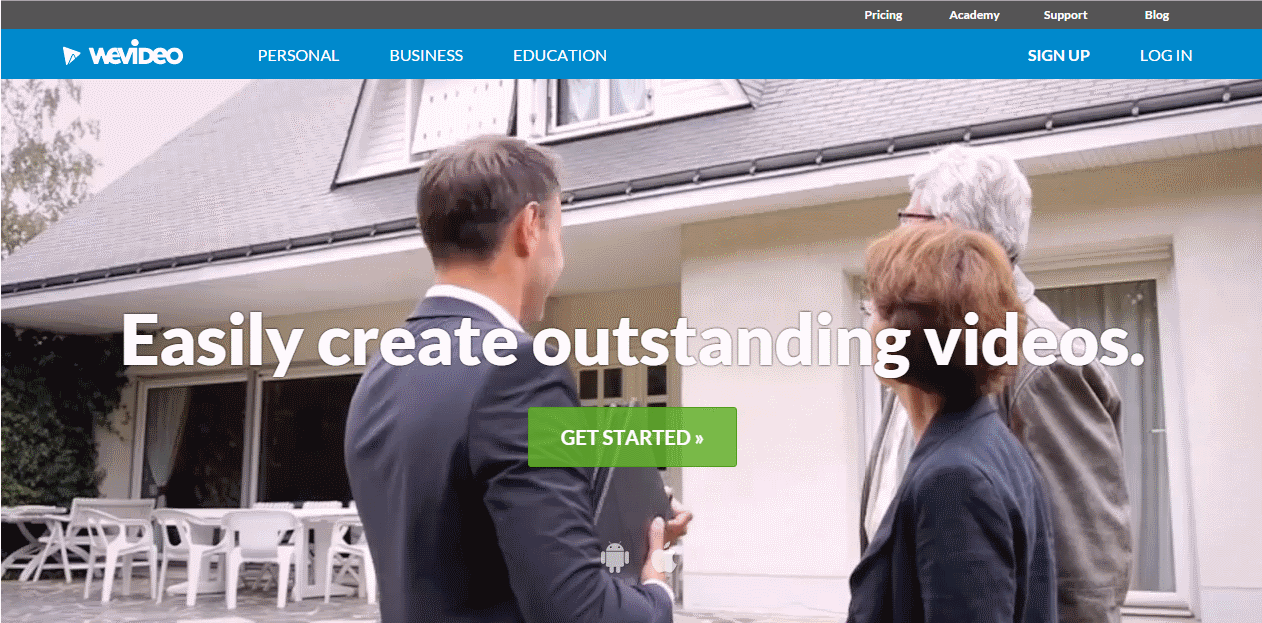 Pricing Academy Support Blog
WEVIDEO PERSONAL BUSINESS EDUCATION SIGN UP LOG IN
Easily create outstanding videos.
GET STARTED »